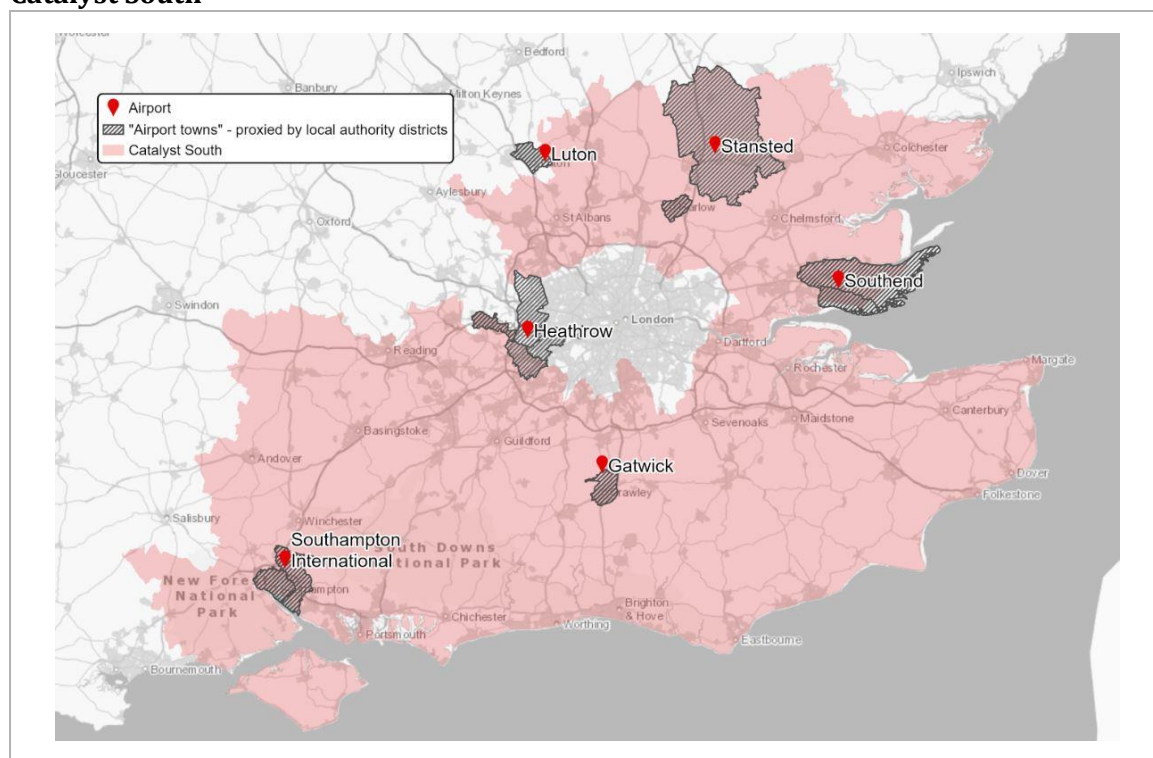 Catalyst South
Bedford
Ipswich
Banbury
Milton Keynes
Airport
"Airport towns" - proxied by local authority districts
Catalyst South
Stansted
Luton
Colchester
Gloucester
Aylesbury
Oxford
St Albans
Chelmsford
Southend
Swindon
Heathrow
London
Reading
Dartford
Rochester
Margate
Canterbury
Basingstoke
Guildford
Sevenoaks
Maidstone
Andover
Gatwick
rawley
Dover
Folkestone
Salisbury
Winchester
Southampton
International
South Downs
National Park
New Fore
National
Park
hampton
Chichester
Brighton
& Hove
Portsmouth
Worthing
Eastbourne
Bournemouth